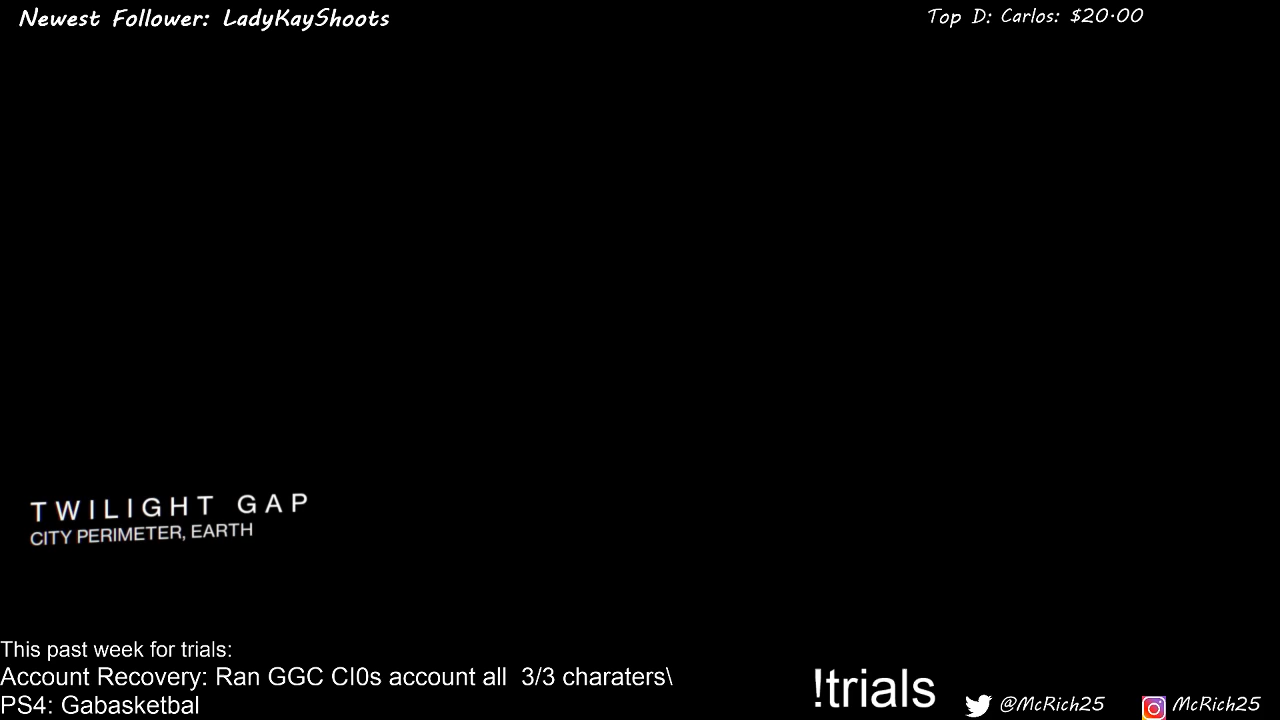 Newest Follower: LadyKayShoots
Top D: Carlos: $20.00
TWILIGHT GAP
CITY PERIMETER, EARTH
This past week for trials:
Account Recovery: Ran GGC CI0s account all  3/3 charaters\
PS4: Gabasketbal
!trials
@McRich25
McRich25